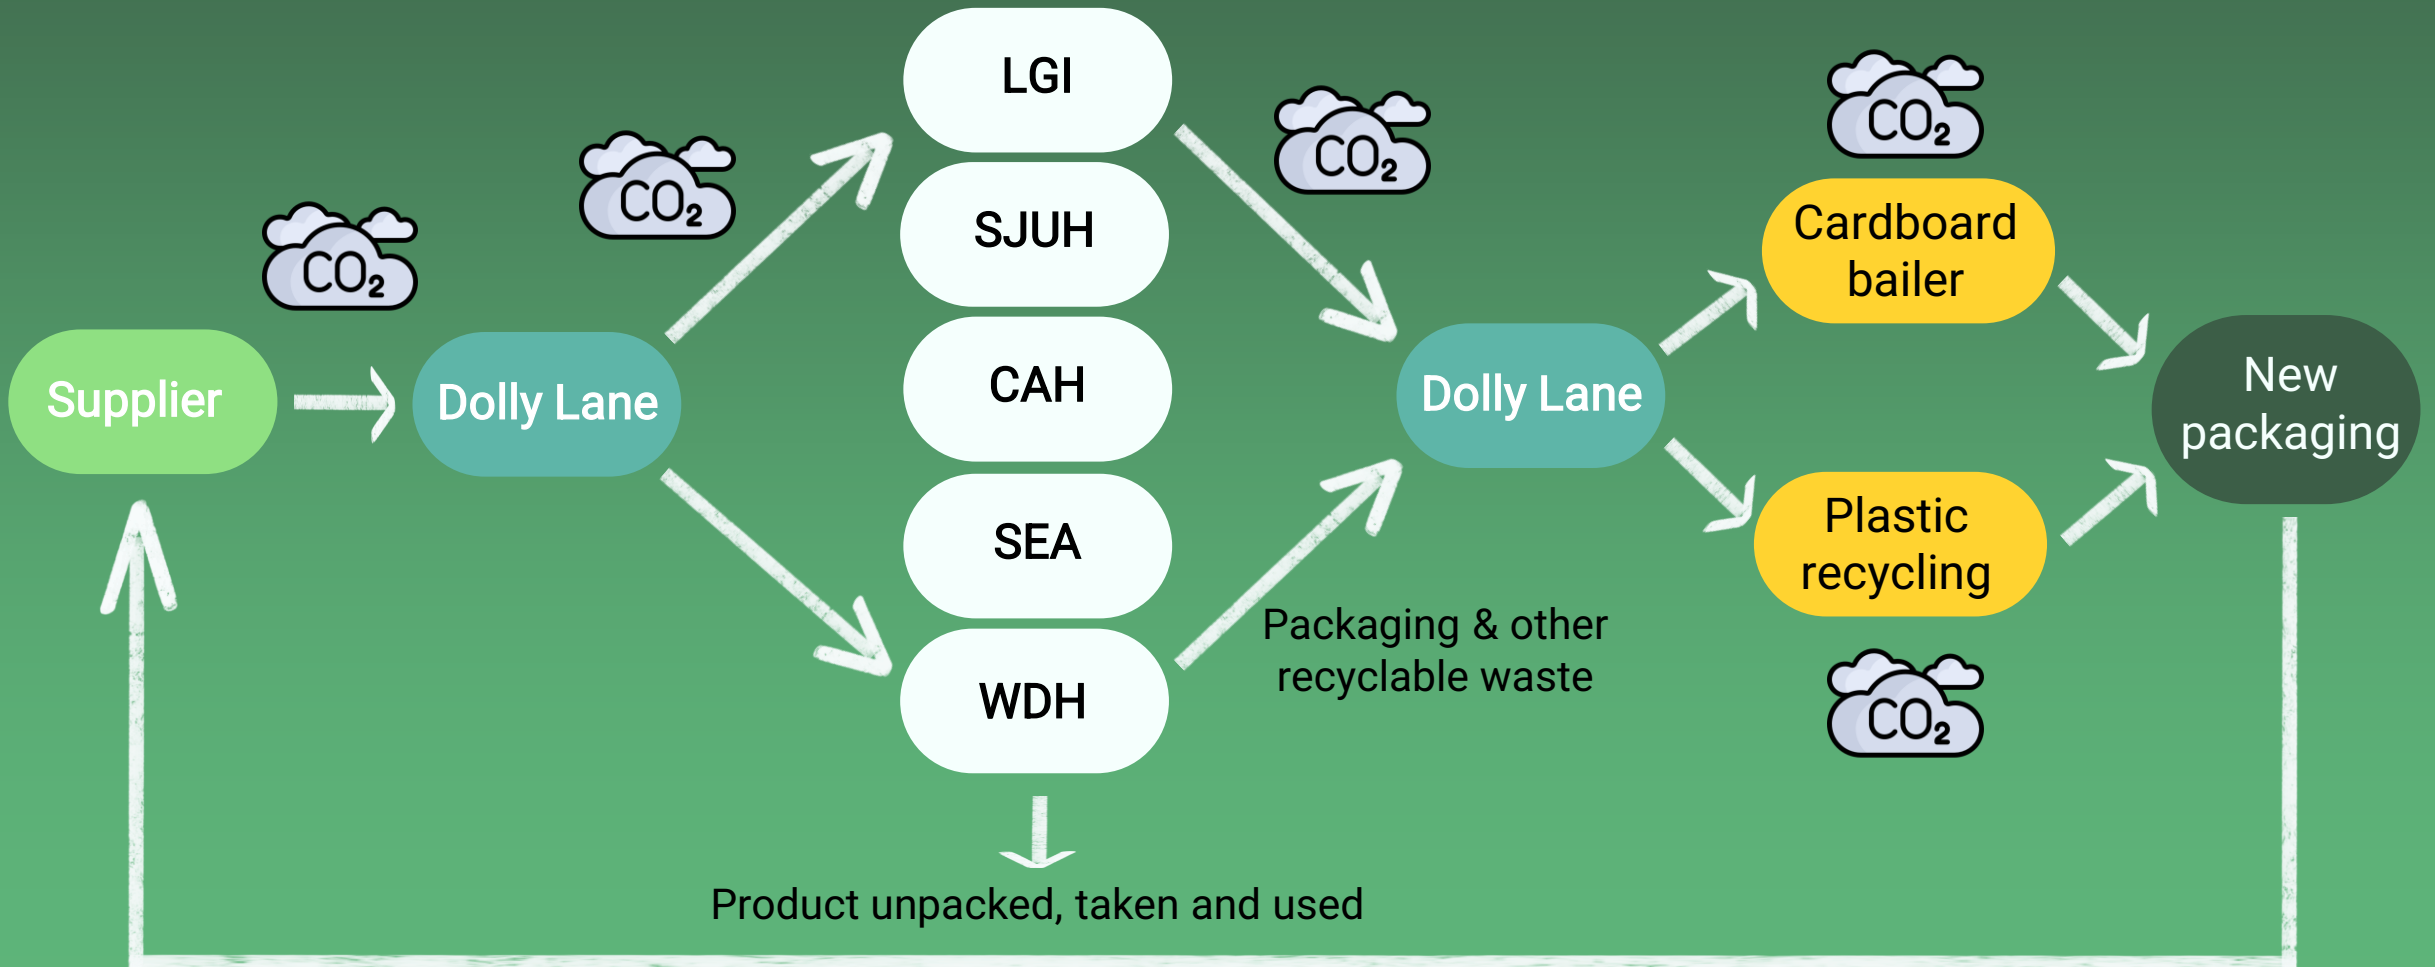 LGI
CO₂
CO₂
SJUH
CO₂
CO₂
Cardboard
bailer
Supplier
Dolly Lane
CAH
Dolly Lane
New
packaging
SEA
Plastic
recycling
Packaging & other
recyclable waste
WDH
CO₂
Product unpacked, taken and used